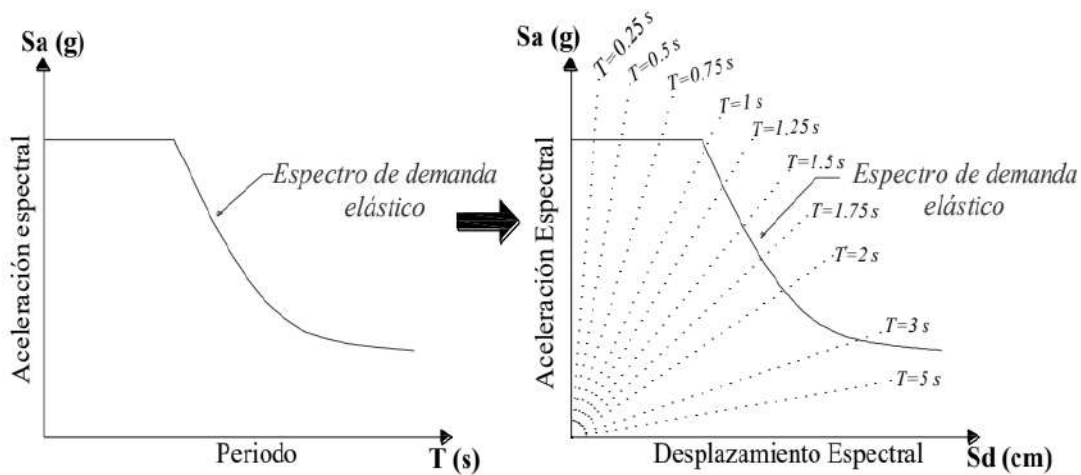 Sa (g)
Aceleración espectral
Espectro de demanda
elástico
Periodo
T (s)
Sa (g)
Aceleración Espectral
T=0.25 s
T=0.5 s
T=0.75 s
T=1 s
T=1.25 s
T=1.5 s
T=1.75 s
T=2 s
T=3 s
T=5 s
Espectro de demanda
elástico
Desplazamiento Espectral
Sd (cm)